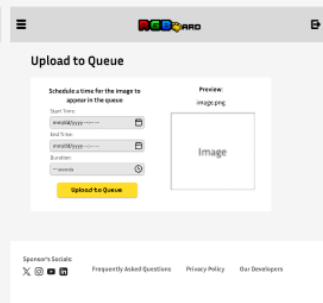 RGBoard
Upload to Queue
Schedule a time for the image to
appear in the queue
Start Time:
mm/dd/yyyy --:-- --
End Time:
mm/dd/yyyy --:-- --
Duration:
--seconds
Upload to Queue
Preview:
image.png
Image
Sponsor's Socials:
Frequently Asked Questions
Privacy Policy
Our Developers